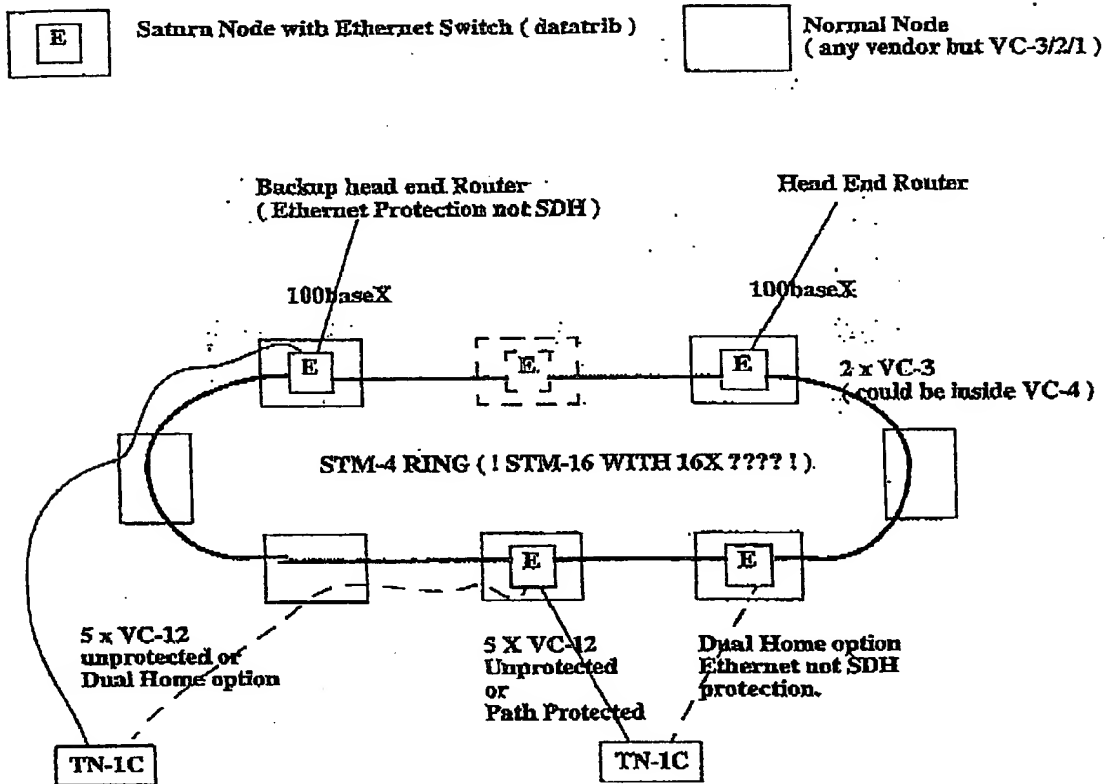 E
Saturn Node with Ethernet Switch ( datatrib )
Normal Node
( any vendor but VC-3/2/1 )
Backup head end Router
( Ethernet Protection not SDH )
Head End Router
100baseX
100baseX
E
E
E
2 x VC-3
( could be inside VC-4 )
STM-4 RING ( ! STM-16 WITH 16X ???? ! ).
E
E
5 x VC-12
unprotected or
Dual Home option
5 X VC-12
Unprotected
or
Path Protected
Dual Home option
Ethernet not SDH
protection.
TN-1C
TN-1C